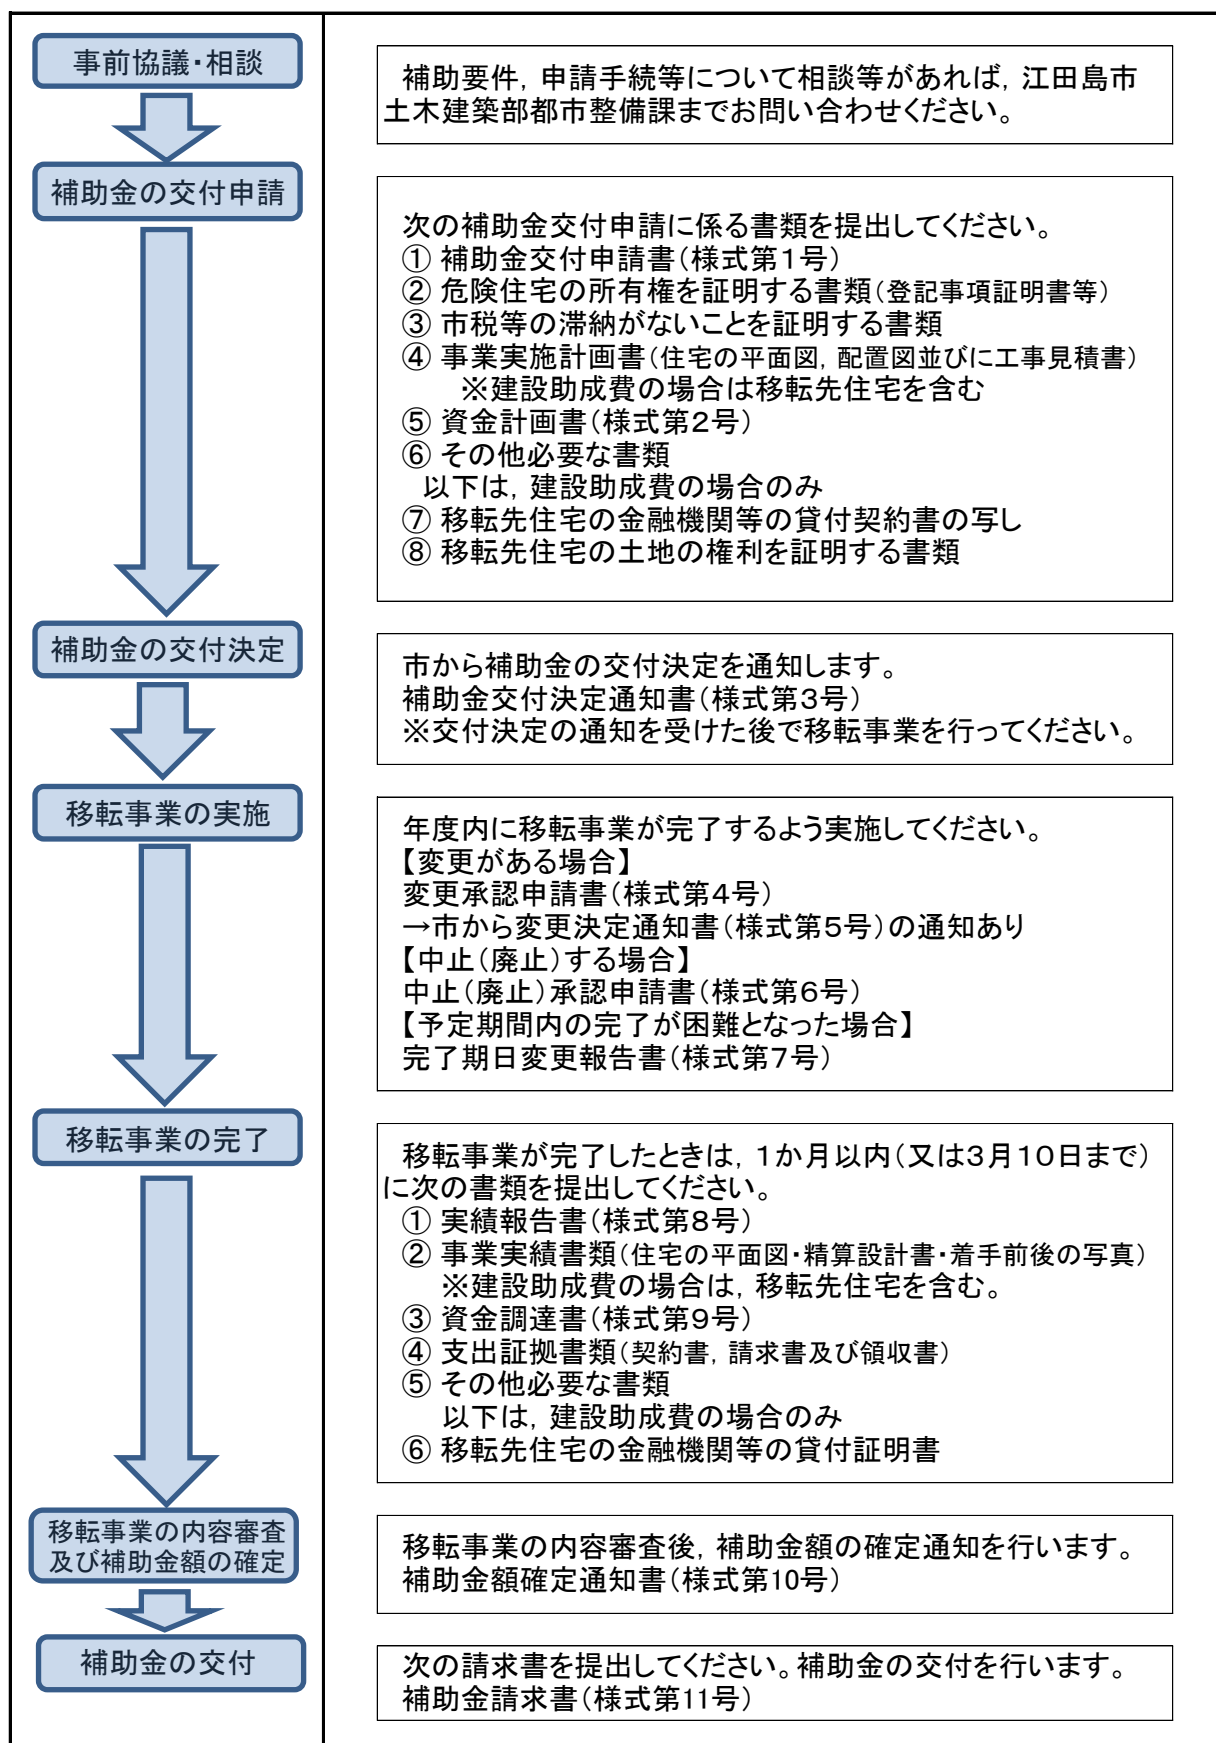 事前協議・相談
補助要件，申請手続等について相談等があれば，江田島市
土木建築部都市整備課までお問い合わせください。
補助金の交付申請
次の補助金交付申請に係る書類を提出してください。
① 補助金交付申請書（様式第１号）
② 危険住宅の所有権を証明する書類（登記事項証明書等）
③ 市税等の滞納がないことを証明する書類
④ 事業実施計画書（住宅の平面図，配置図並びに工事見積書）
※建設助成費の場合は移転先住宅を含む
⑤ 資金計画書（様式第２号）
⑥ その他必要な書類
以下は，建設助成費の場合のみ
⑦ 移転先住宅の金融機関等の貸付契約書の写し
⑧ 移転先住宅の土地の権利を証明する書類
補助金の交付決定
市から補助金の交付決定を通知します。
補助金交付決定通知書（様式第３号）
※交付決定の通知を受けた後で移転事業を行ってください。
移転事業の実施
年度内に移転事業が完了するよう実施してください。
【変更がある場合】
変更承認申請書（様式第４号）
→市から変更決定通知書（様式第５号）の通知あり
【中止（廃止）する場合】
中止（廃止）承認申請書（様式第６号）
【予定期間内の完了が困難となった場合】
完了期日変更報告書（様式第７号）
移転事業の完了
移転事業が完了したときは，１か月以内（又は３月１０日まで）
に次の書類を提出してください。
① 実績報告書（様式第８号）
② 事業実績書類（住宅の平面図・精算設計書・着手前後の写真）
※建設助成費の場合は，移転先住宅を含む。
③ 資金調達書（様式第９号）
④ 支出証拠書類（契約書，請求書及び領収書）
⑤ その他必要な書類
以下は，建設助成費の場合のみ
⑥ 移転先住宅の金融機関等の貸付証明書
移転事業の内容審査
及び補助金額の確定
移転事業の内容審査後，補助金額の確定通知を行います。
補助金額確定通知書（様式第10号）
補助金の交付
次の請求書を提出してください。補助金の交付を行います。
補助金請求書（様式第11号）